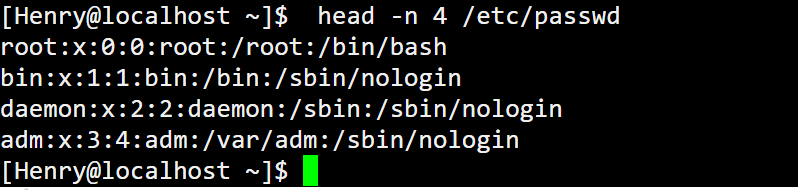 [Henry@localhost ~]$  head -n 4 /etc/passwd
root:x:0:0:root:/root:/bin/bash
bin:x:1:1:bin:/bin:/sbin/nologin
daemon:x:2:2:daemon:/sbin:/sbin/nologin
adm:x:3:4:adm:/var/adm:/sbin/nologin
[Henry@localhost ~]$